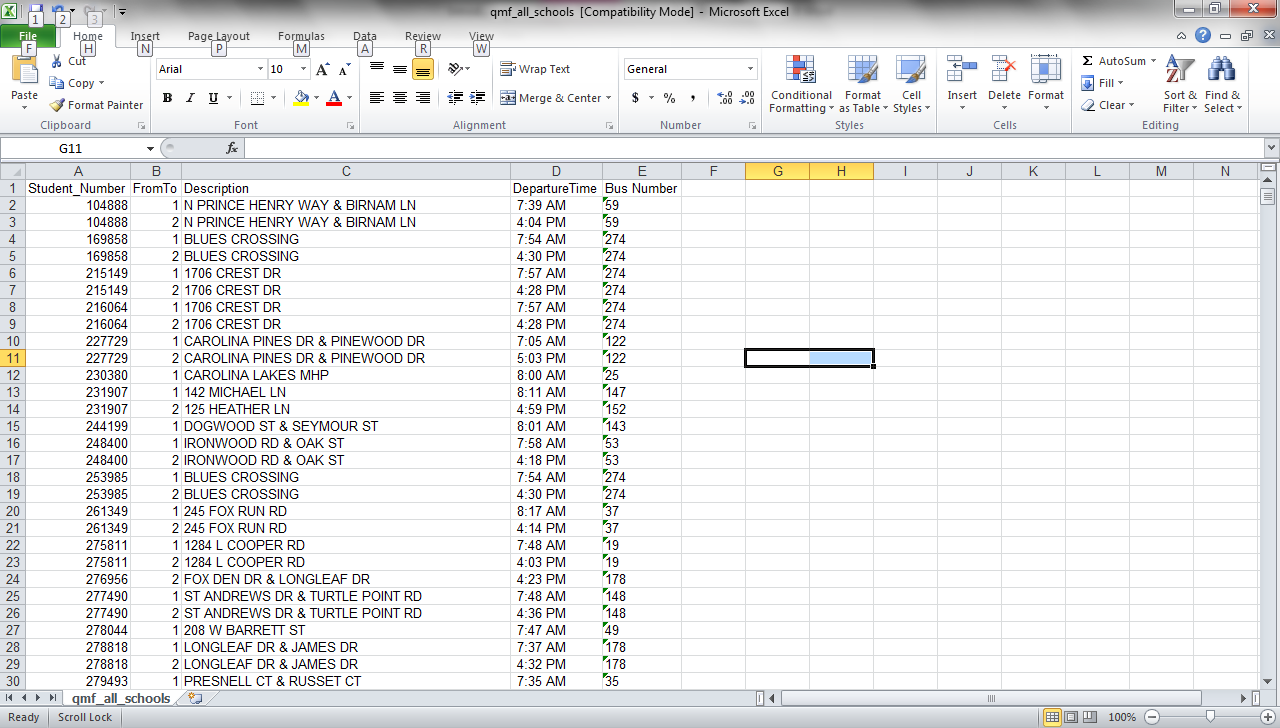 qmf_all_schools [Compatibility Mode] - Microsoft Excel
1 2 3
File Home Insert Page Layout Formulas Data Review View
F H N P M A R W
Cut Arial 10 Wrap Text General AutoSum
Copy Fill
Paste Format Painter Merge & Center $ % , Conditional Formatting Format as Table Cell Styles Insert Delete Format Clear Sort & Filter Find & Select
Clipboard Font Alignment Number Styles Cells Editing
G11 fx
A B C D E F G H I J K L M N
1 Student_Number FromTo Description DepartureTime Bus Number
2 104888 1 N PRINCE HENRY WAY & BIRNAM LN 7:39 AM 59
3 104888 2 N PRINCE HENRY WAY & BIRNAM LN 4:04 PM 59
4 169858 1 BLUES CROSSING 7:54 AM 274
5 169858 2 BLUES CROSSING 4:30 PM 274
6 215149 1 1706 CREST DR 7:57 AM 274
7 215149 2 1706 CREST DR 4:28 PM 274
8 216064 1 1706 CREST DR 7:57 AM 274
9 216064 2 1706 CREST DR 4:28 PM 274
10 227729 1 CAROLINA PINES DR & PINEWOOD DR 7:05 AM 122
11 227729 2 CAROLINA PINES DR & PINEWOOD DR 5:03 PM 122
12 230380 1 CAROLINA LAKES MHP 8:00 AM 25
13 231907 1 142 MICHAEL LN 8:11 AM 147
14 231907 2 125 HEATHER LN 4:59 PM 152
15 244199 1 DOGWOOD ST & SEYMOUR ST 8:01 AM 143
16 248400 1 IRONWOOD RD & OAK ST 7:58 AM 53
17 248400 2 IRONWOOD RD & OAK ST 4:18 PM 53
18 253985 1 BLUES CROSSING 7:54 AM 274
19 253985 2 BLUES CROSSING 4:30 PM 274
20 261349 1 245 FOX RUN RD 8:17 AM 37
21 261349 2 245 FOX RUN RD 4:14 PM 37
22 275811 1 1284 L COOPER RD 7:48 AM 19
23 275811 2 1284 L COOPER RD 4:03 PM 19
24 276956 2 FOX DEN DR & LONGLEAF DR 4:23 PM 178
25 277490 1 ST ANDREWS DR & TURTLE POINT RD 7:48 AM 148
26 277490 2 ST ANDREWS DR & TURTLE POINT RD 4:36 PM 148
27 278044 1 208 W BARRETT ST 7:47 AM 49
28 278818 1 LONGLEAF DR & JAMES DR 7:37 AM 178
29 278818 2 LONGLEAF DR & JAMES DR 4:32 PM 178
30 279493 1 PRESNELL CT & RUSSET CT 7:35 AM 35
qmf_all_schools
Ready Scroll Lock 100%